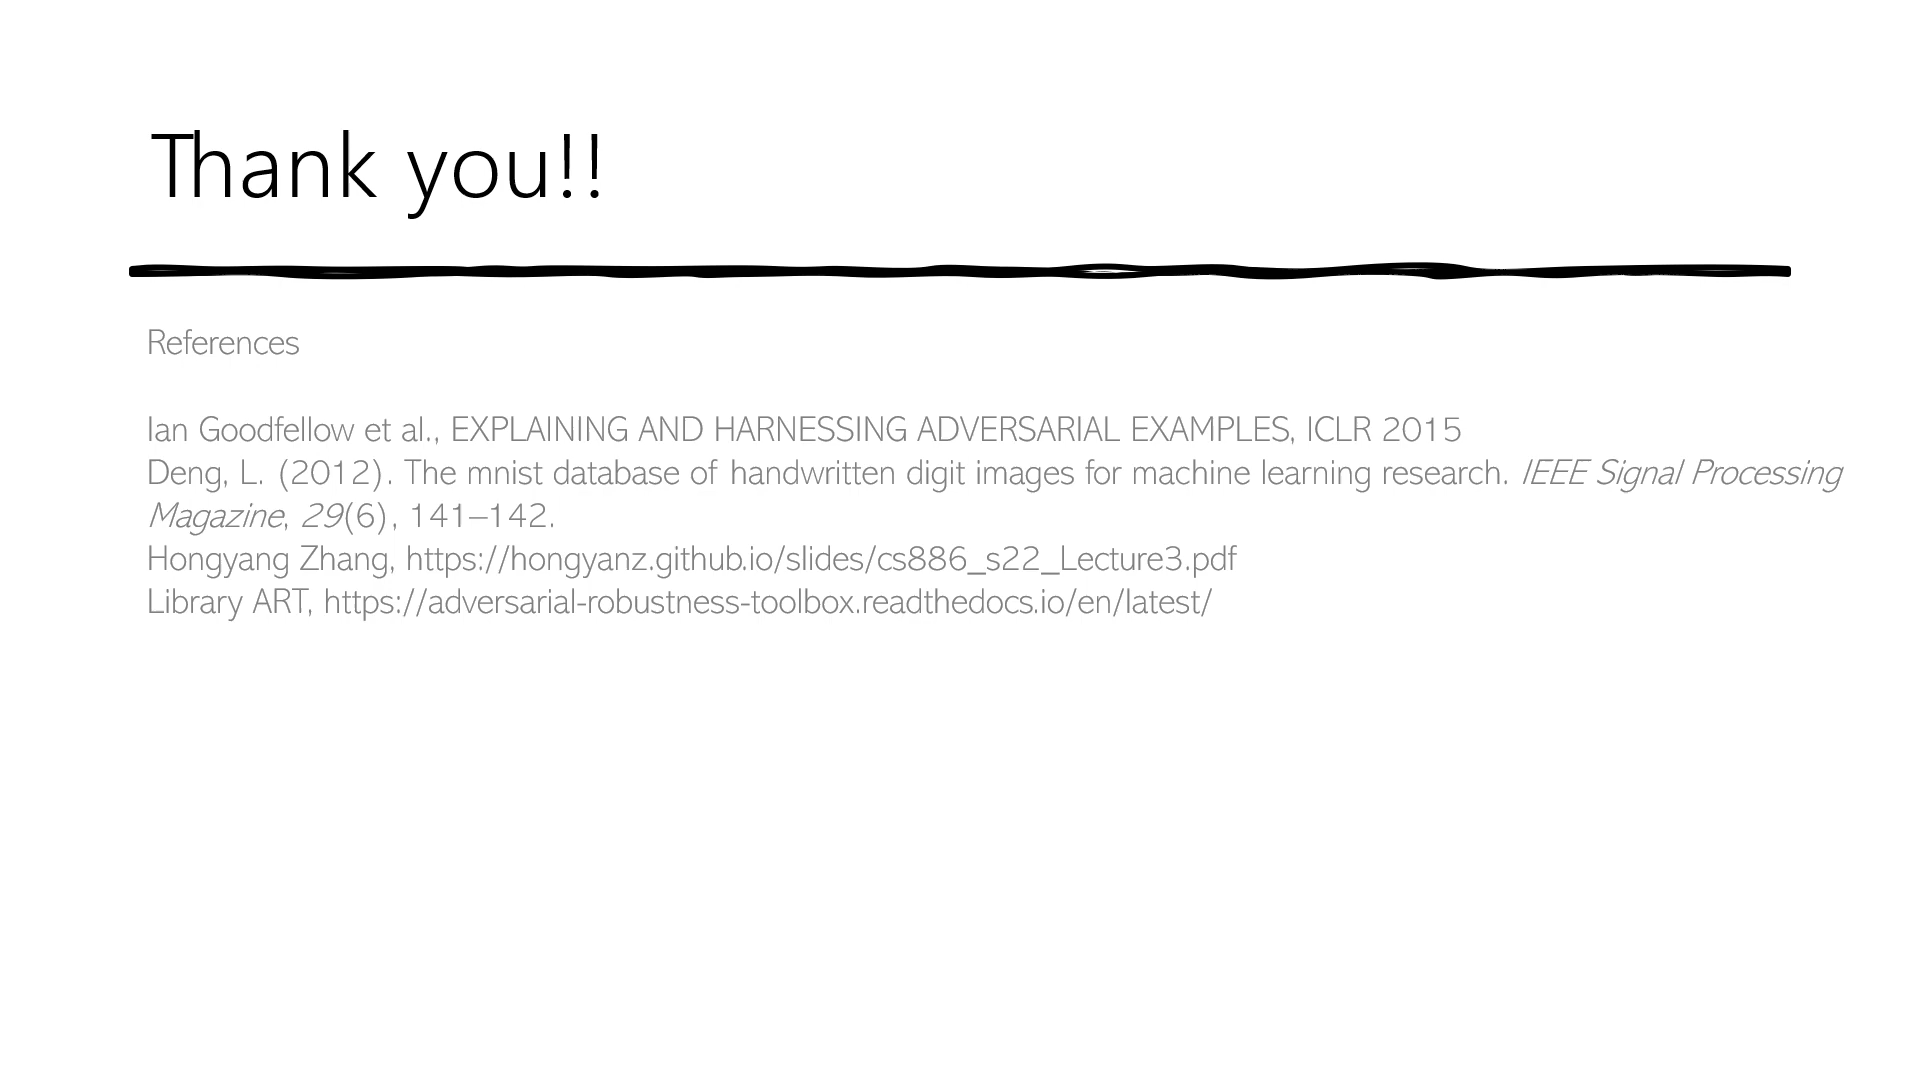 Thank you!!
References
Ian Goodfellow et al., EXPLAINING AND HARNESSING ADVERSARIAL EXAMPLES, ICLR 2015
Deng, L. (2012). The mnist database of handwritten digit images for machine learning research. IEEE Signal Processing
Magazine, 29(6), 141–142.
Hongyang Zhang, https://hongyanz.github.io/slides/cs886_s22_Lecture3.pdf
Library ART, https://adversarial-robustness-toolbox.readthedocs.io/en/latest/